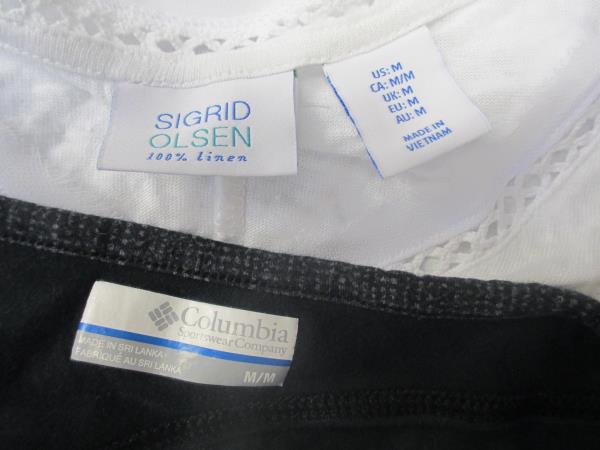 SIGRID
OLSEN
100% linen
US: M
CA: M/M
UK: M
EU: M
AU: M
MADE IN
VIETNAM
Columbia
Sportswear Company
MADE IN SRI LANKA
FABRIQUÉ AU SRI LANKA
M/M